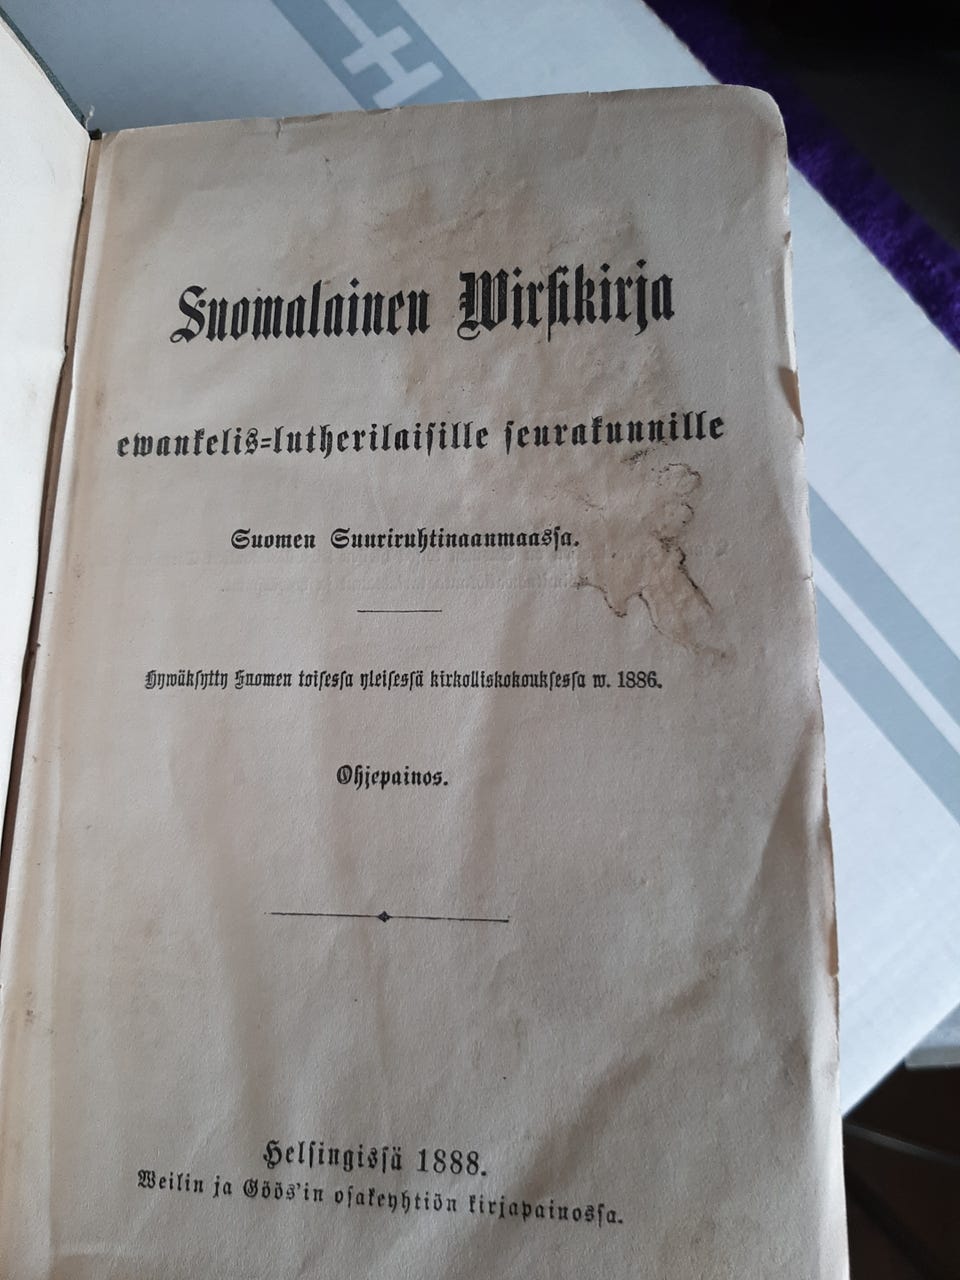 Suomalainen Wirsikirja
ewankelis=lutherilaisille seurakunnille
Suomen Suuriruhtinaanmaassa.
Hywäksytty Suomen toisessa yleisessä kirkolliskokouksessa w. 1886.
Ohjepainos.
Helsingissä 1888.
Weilin ja Göös'in osakeyhtiön kirjapainossa.